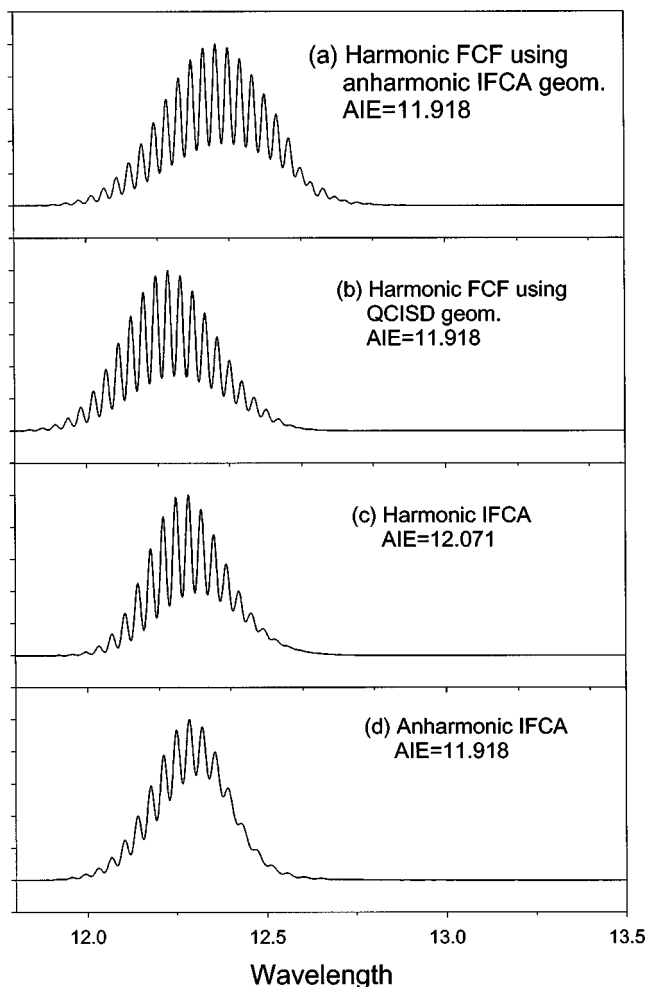 (a) Harmonic FCF using
anharmonic IFCA geom.
AIE=11.918
(b) Harmonic FCF using
QCISD geom.
AIE=11.918
(c) Harmonic IFCA
AIE=12.071
(d) Anharmonic IFCA
AIE=11.918
12.0 12.5 13.0 13.5
Wavelength